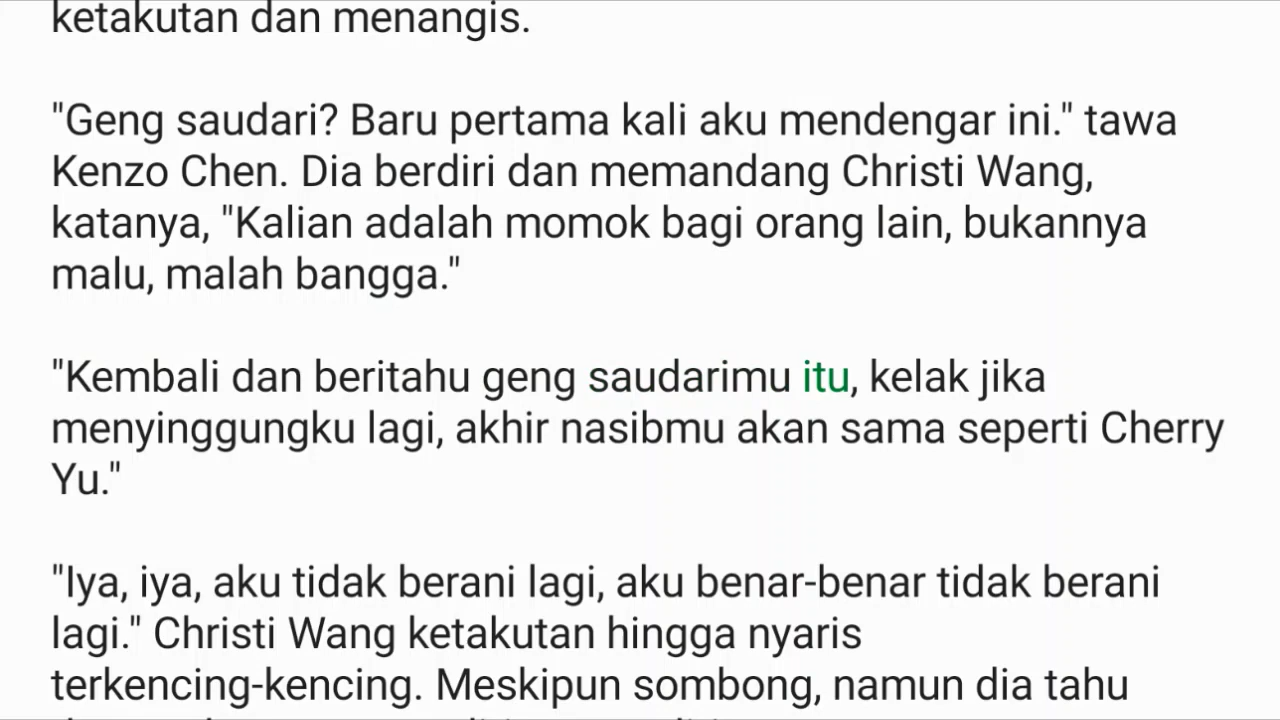 ketakutan dan menangis.
"Geng saudari? Baru pertama kali aku mendengar ini." tawa
Kenzo Chen. Dia berdiri dan memandang Christi Wang,
katanya, "Kalian adalah momok bagi orang lain, bukannya
malu, malah bangga."
"Kembali dan beritahu geng saudarimu itu, kelak jika
menyinggungku lagi, akhir nasibmu akan sama seperti Cherry
Yu."
"Iya, iya, aku tidak berani lagi, aku benar-benar tidak berani
lagi." Christi Wang ketakutan hingga nyaris
terkencing-kencing. Meskipun sombong, namun dia tahu